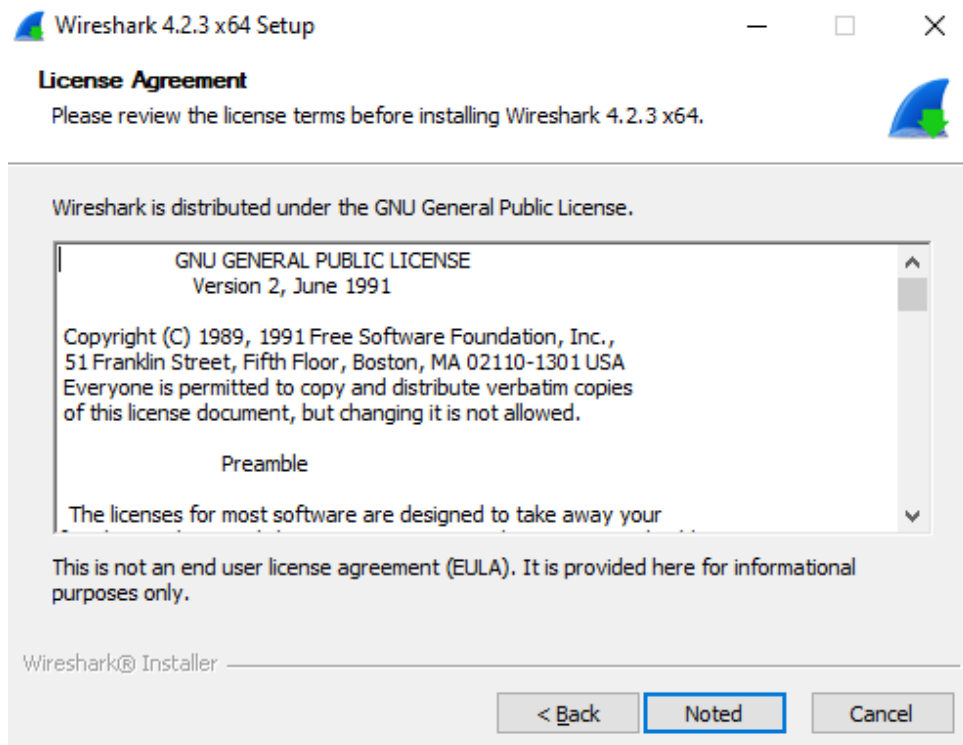 Wireshark 4.2.3 x64 Setup
License Agreement
Please review the license terms before installing Wireshark 4.2.3 x64.
Wireshark is distributed under the GNU General Public License.
GNU GENERAL PUBLIC LICENSE
Version 2, June 1991
Copyright (C) 1989, 1991 Free Software Foundation, Inc.,
51 Franklin Street, Fifth Floor, Boston, MA 02110-1301 USA
Everyone is permitted to copy and distribute verbatim copies
of this license document, but changing it is not allowed.
Preamble
The licenses for most software are designed to take away your
This is not an end user license agreement (EULA). It is provided here for informational
purposes only.
Wireshark® Installer
< Back
Noted
Cancel